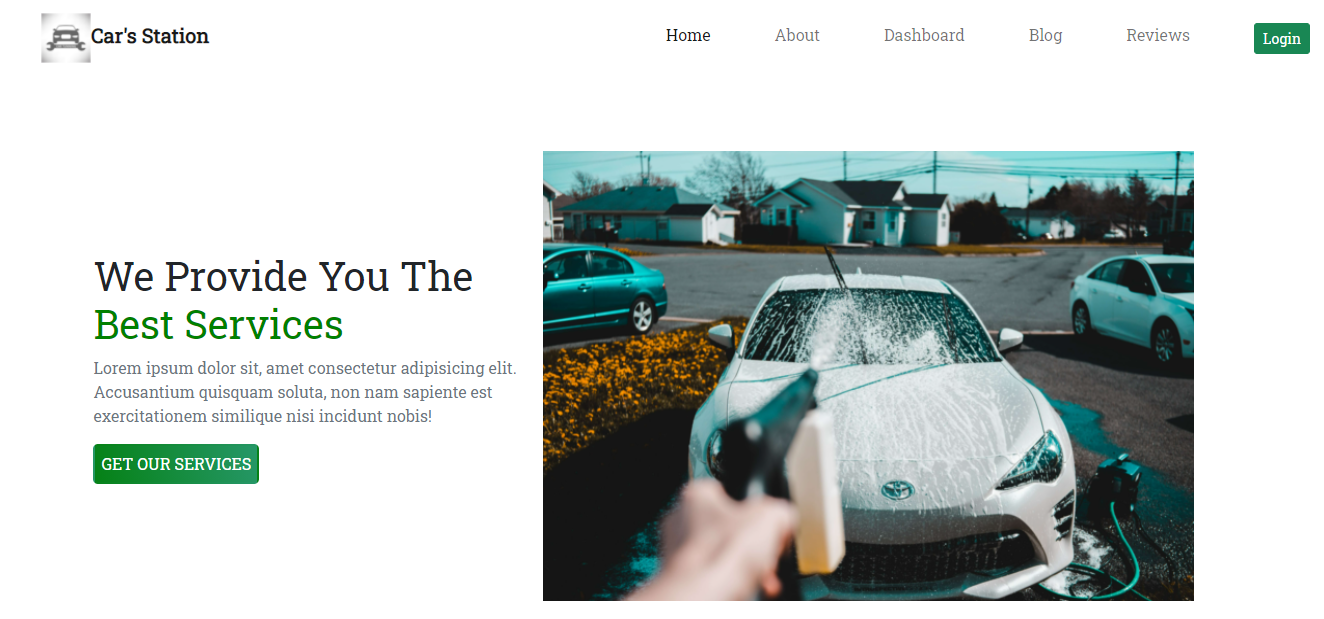 Car's Station
Home
About
Dashboard
Blog
Reviews
Login
We Provide You The
Best Services
Lorem ipsum dolor sit, amet consectetur adipisicing elit.
Accusantium quisquam soluta, non nam sapiente est
exercitationem similique nisi incidunt nobis!
GET OUR SERVICES